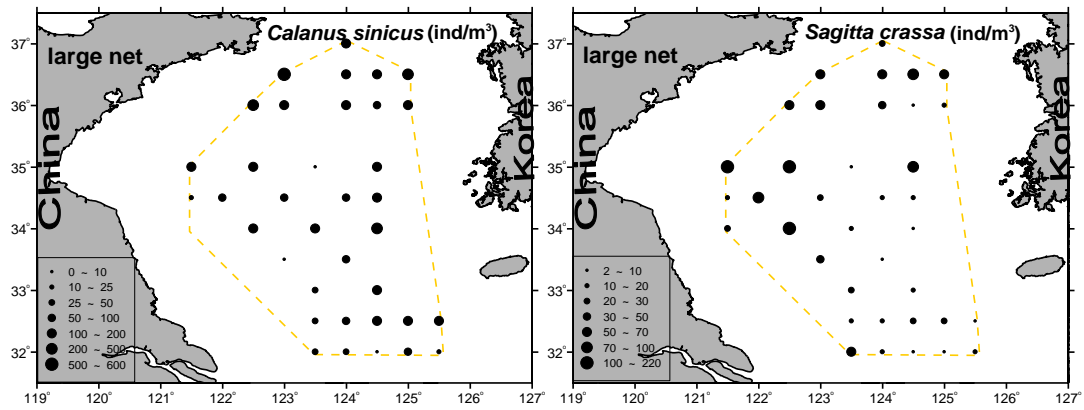 Calanus sinicus (ind/m³)
large net
China
Korea
37°
36°
35°
34°
33°
32°
0 ~ 10
10 ~ 25
25 ~ 50
50 ~ 100
100 ~ 200
200 ~ 500
500 ~ 600
119° 120° 121° 122° 123° 124° 125° 126° 127°
Sagitta crassa (ind/m³)
large net
China
Korea
37°
36°
35°
34°
33°
32°
2 ~ 10
10 ~ 20
20 ~ 30
30 ~ 50
50 ~ 70
70 ~ 100
100 ~ 220
119° 120° 121° 122° 123° 124° 125° 126° 127°